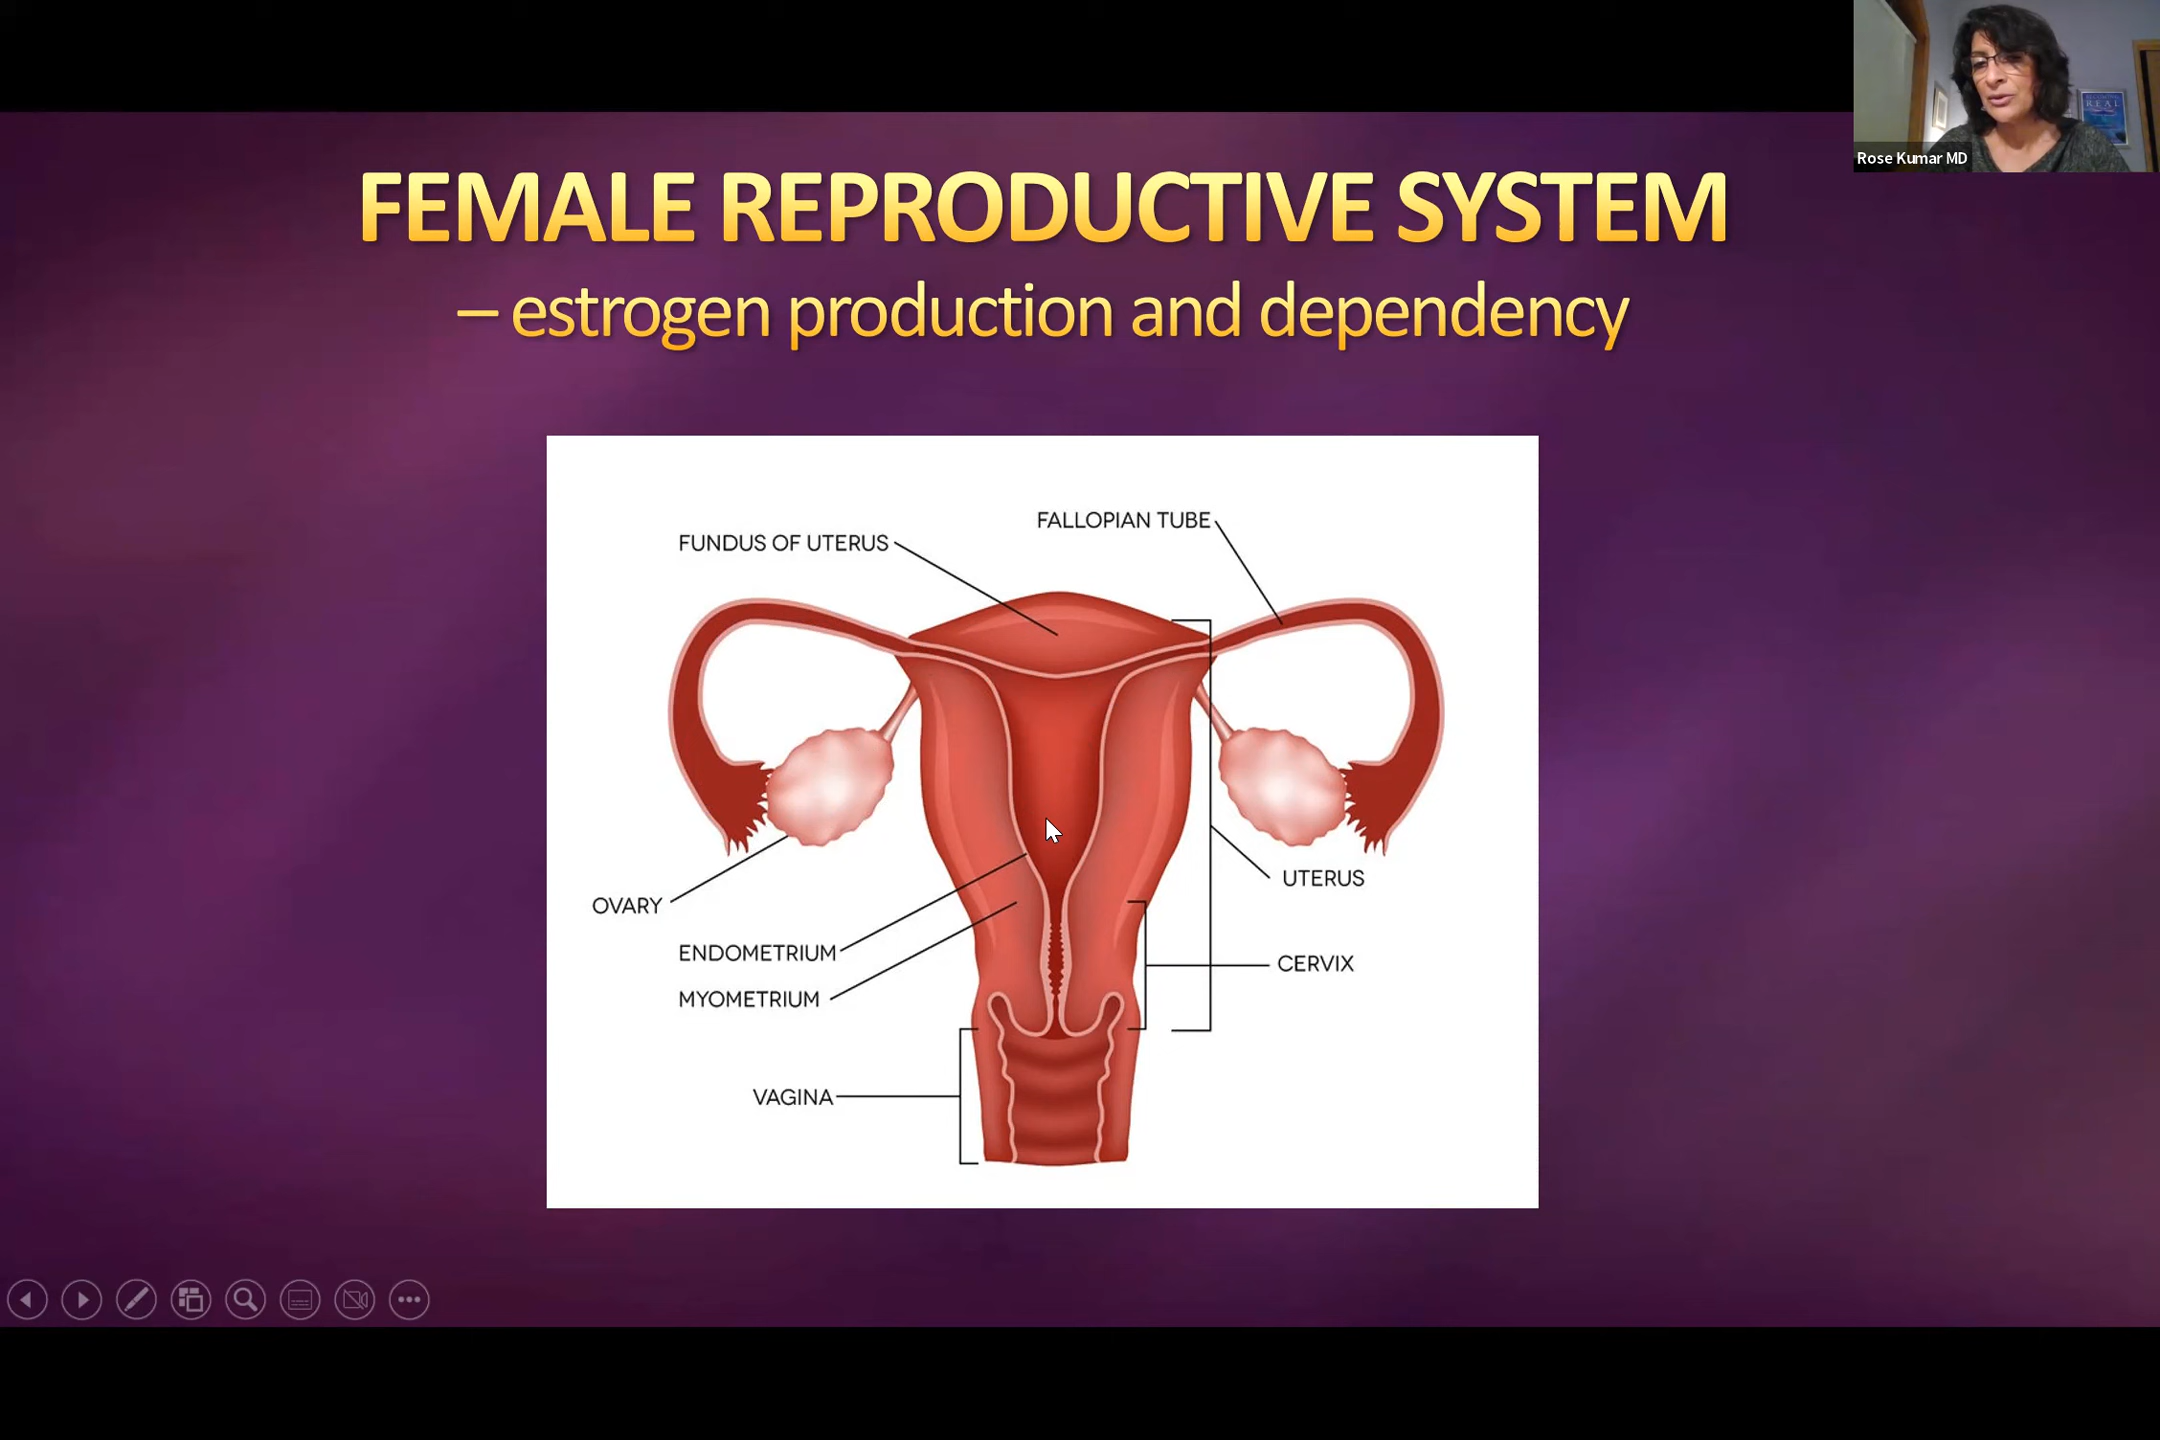 FEMALE REPRODUCTIVE SYSTEM
– estrogen production and dependency
Rose Kumar MD
REAL
FALLOPIAN TUBE
FUNDUS OF UTERUS
UTERUS
OVARY
ENDOMETRIUM
CERVIX
MYOMETRIUM
VAGINA